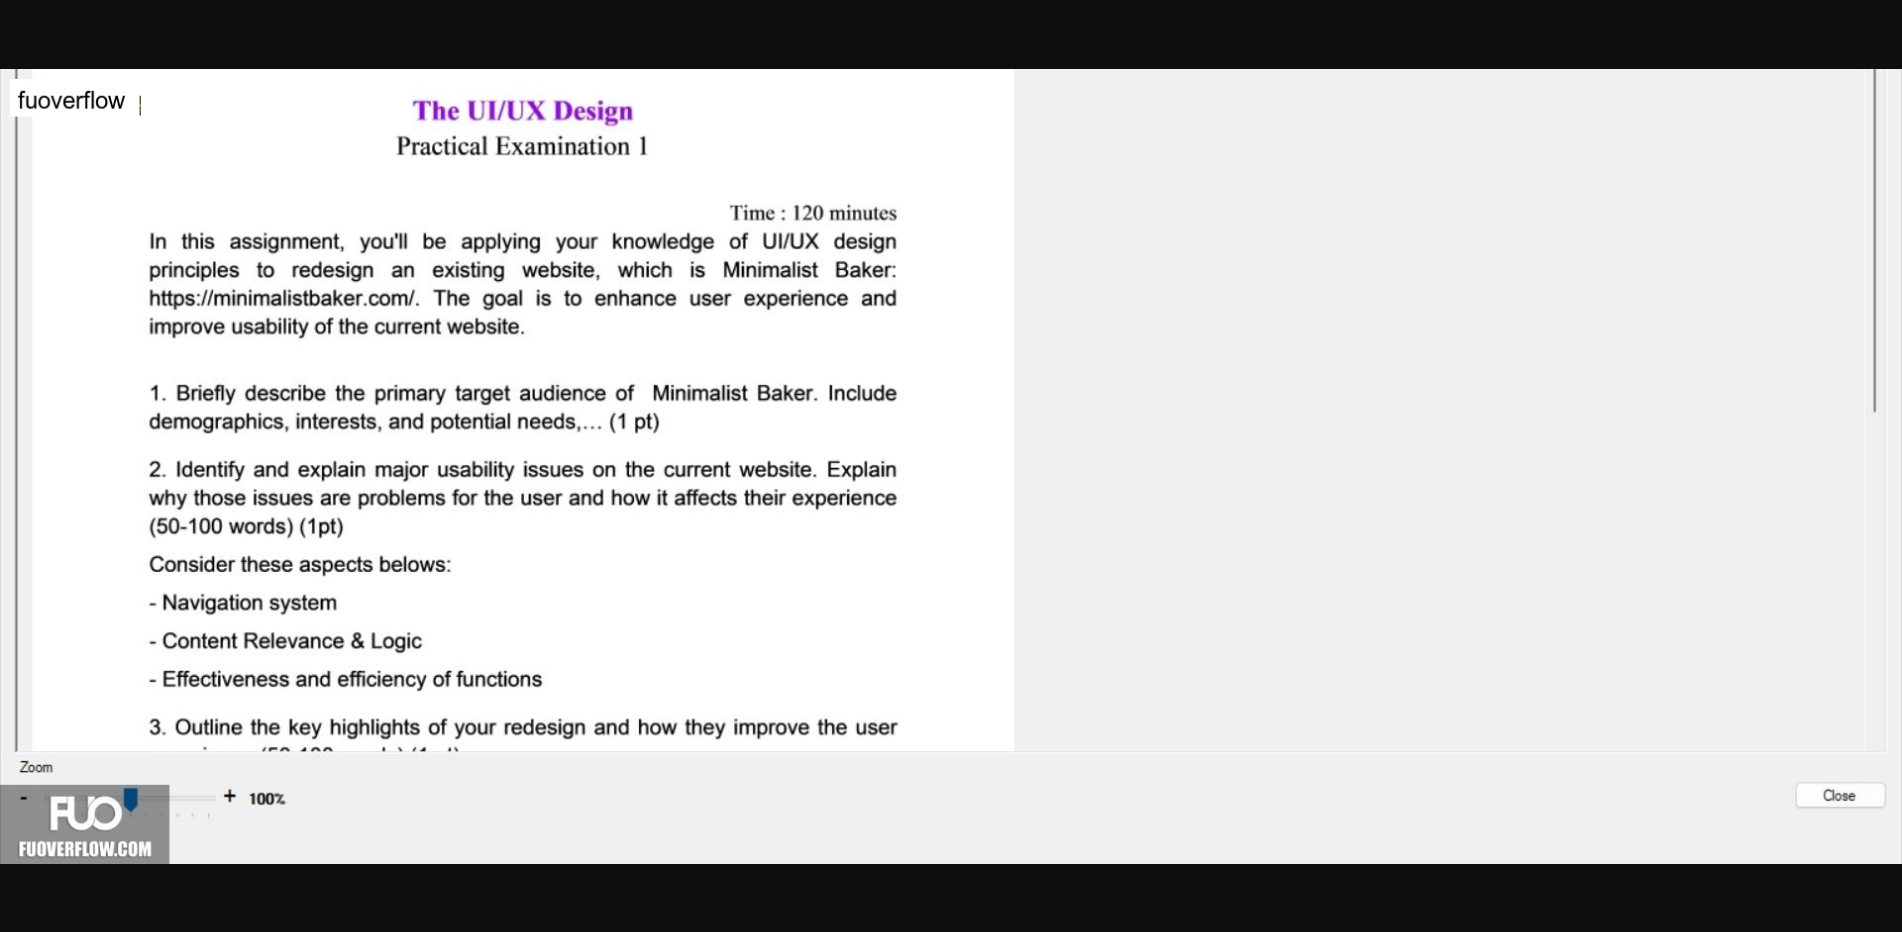 fuoverflow
The UI/UX Design
Practical Examination 1
Time : 120 minutes
In this assignment, you'll be applying your knowledge of UI/UX design
principles to redesign an existing website, which is Minimalist Baker:
https://minimalistbaker.com/. The goal is to enhance user experience and
improve usability of the current website.
1. Briefly describe the primary target audience of Minimalist Baker. Include
demographics, interests, and potential needs,... (1 pt)
2. Identify and explain major usability issues on the current website. Explain
why those issues are problems for the user and how it affects their experience
(50-100 words) (1pt)
Consider these aspects belows:
- Navigation system
- Content Relevance & Logic
- Effectiveness and efficiency of functions
3. Outline the key highlights of your redesign and how they improve the user
Zoom
- + 100%
Close
FUO
FUOVERFLOW.COM